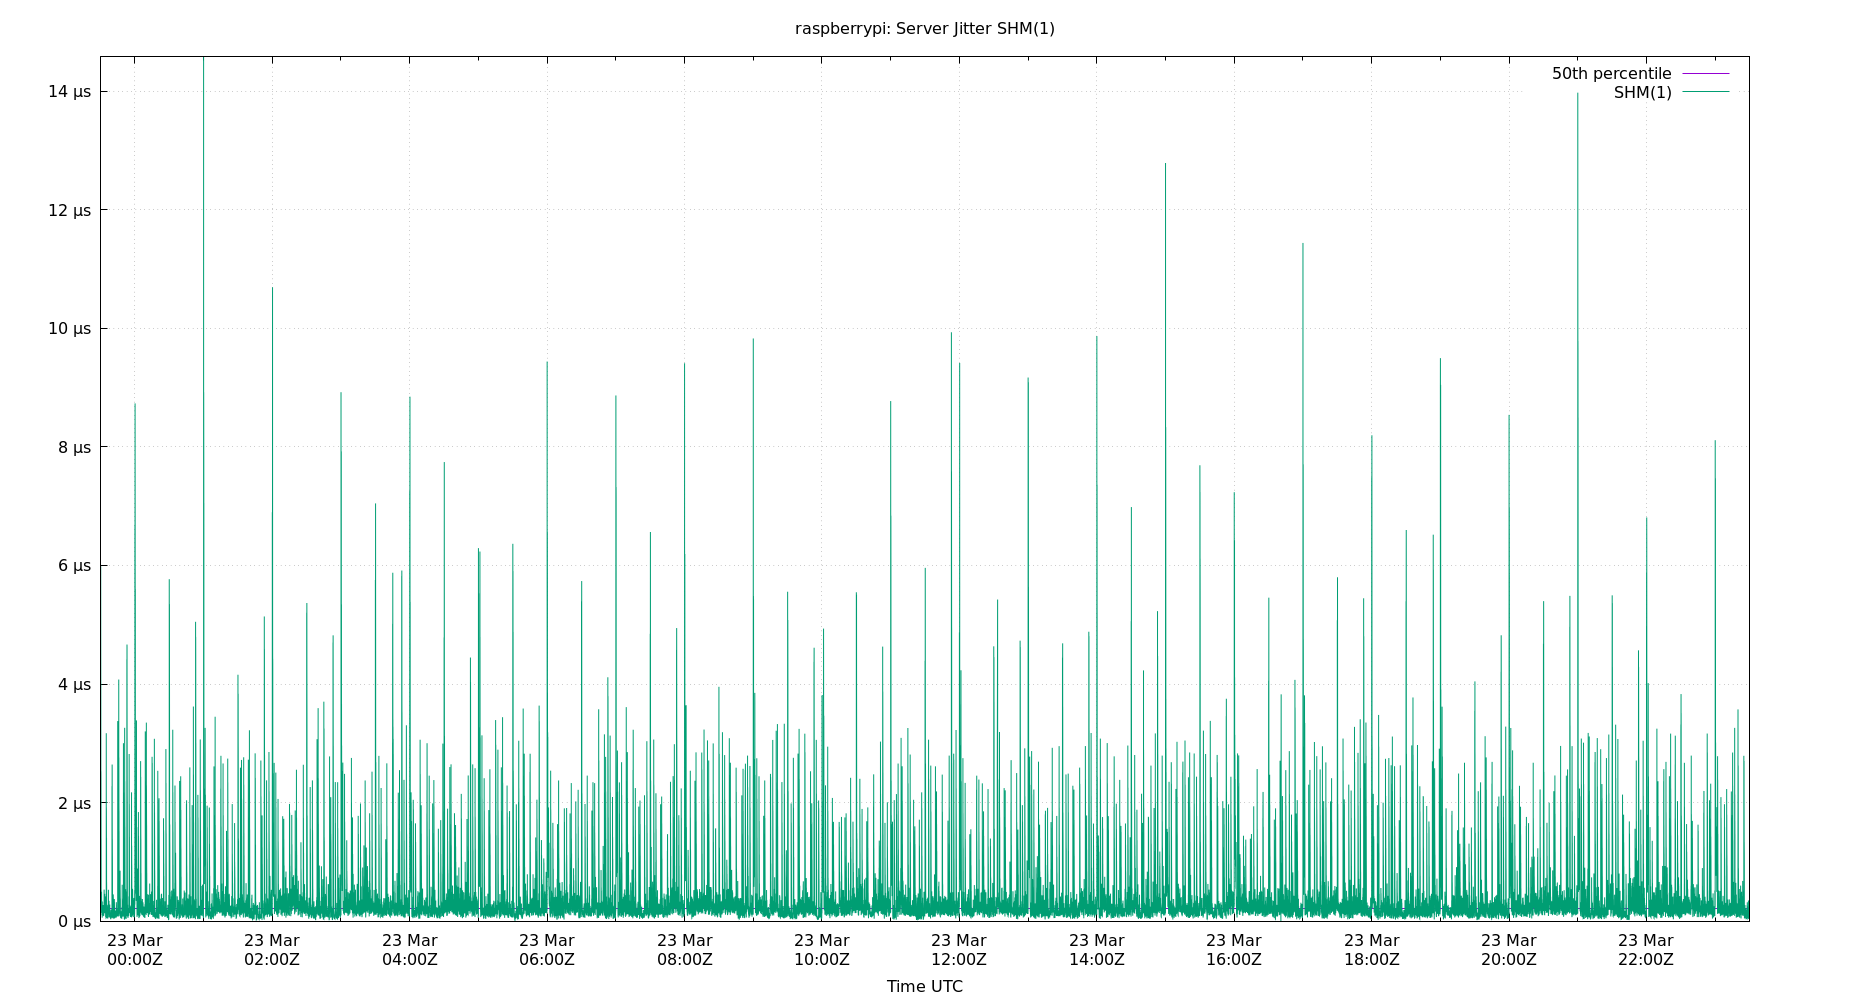 raspberrypi: Server Jitter SHM(1)
50th percentile
SHM(1)
14 µs
12 µs
10 µs
8 µs
6 µs
4 µs
2 µs
0 µs
23 Mar 23 Mar 23 Mar 23 Mar 23 Mar 23 Mar 23 Mar 23 Mar 23 Mar 23 Mar 23 Mar 23 Mar
00:00Z 02:00Z 04:00Z 06:00Z 08:00Z 10:00Z 12:00Z 14:00Z 16:00Z 18:00Z 20:00Z 22:00Z
Time UTC